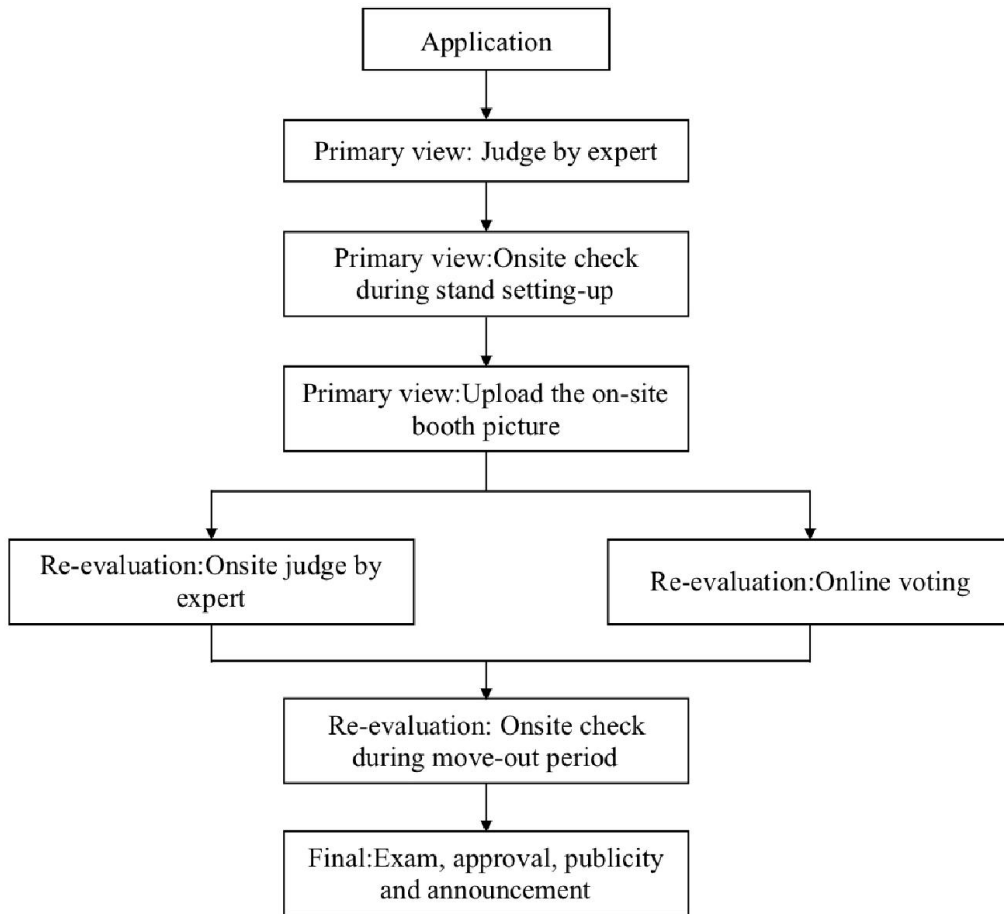 Application
Primary view: Judge by expert
Primary view:Onsite check
during stand setting-up
Primary view:Upload the on-site
booth picture
Re-evaluation:Onsite judge by
expert
Re-evaluation:Online voting
Re-evaluation: Onsite check
during move-out period
Final:Exam, approval, publicity
and announcement